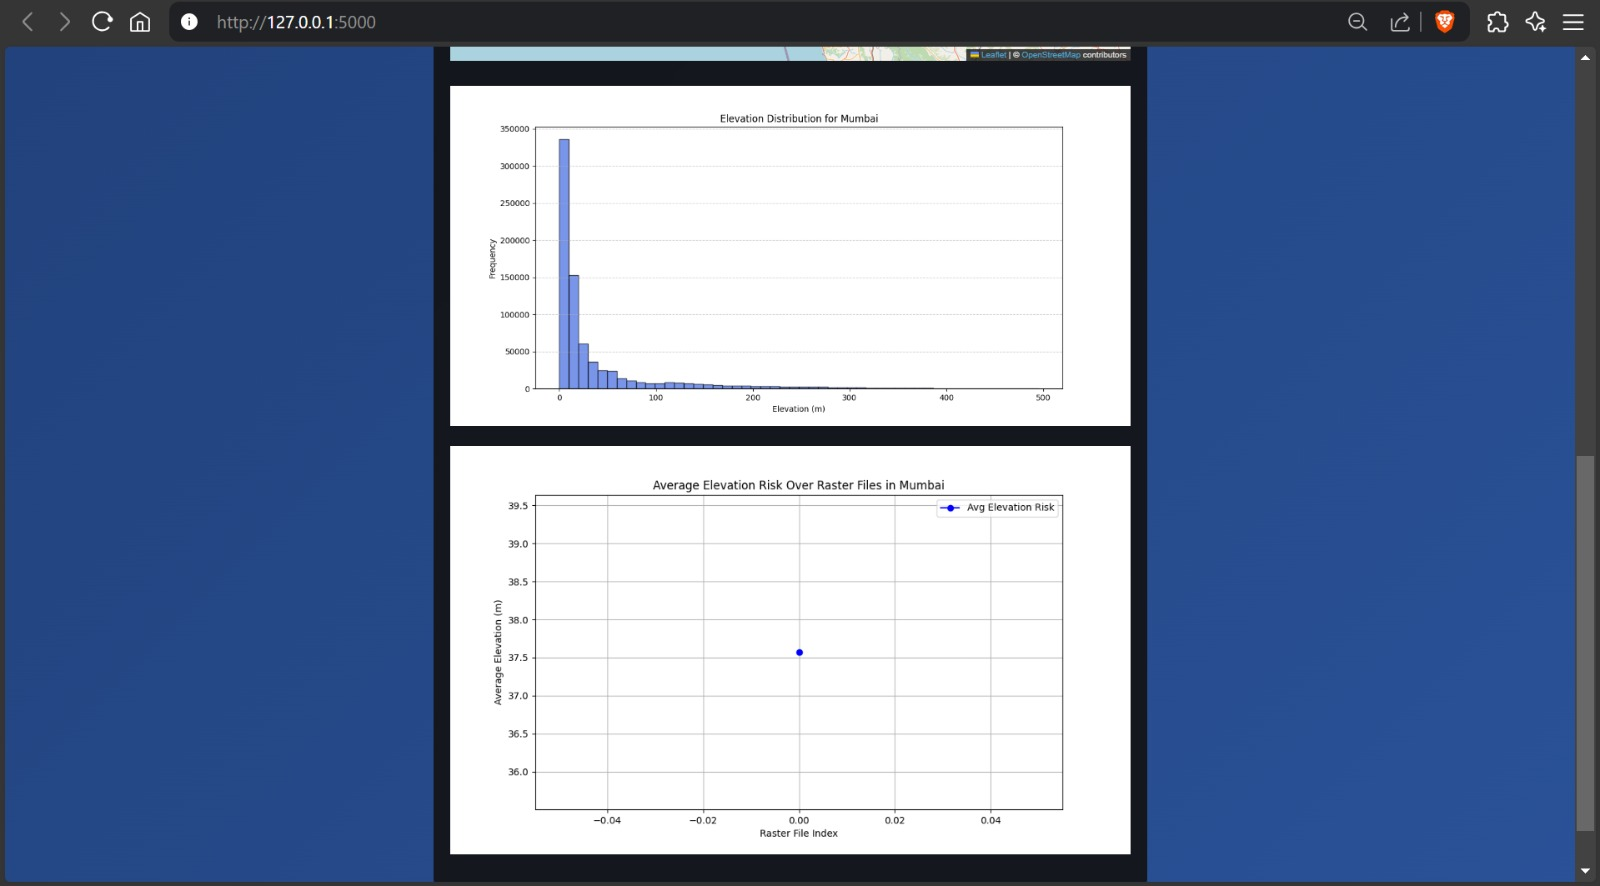 http://127.0.0.1:5000
Leaflet | © OpenStreetMap contributors
Elevation Distribution for Mumbai
350000
300000
250000
200000
150000
100000
50000
0
Frequency
0 100 200 300 400 500
Elevation (m)
Average Elevation Risk Over Raster Files in Mumbai
Avg Elevation Risk
39.5
39.0
38.5
38.0
37.5
37.0
36.5
36.0
Average Elevation (m)
−0.04 −0.02 0.00 0.02 0.04
Raster File Index